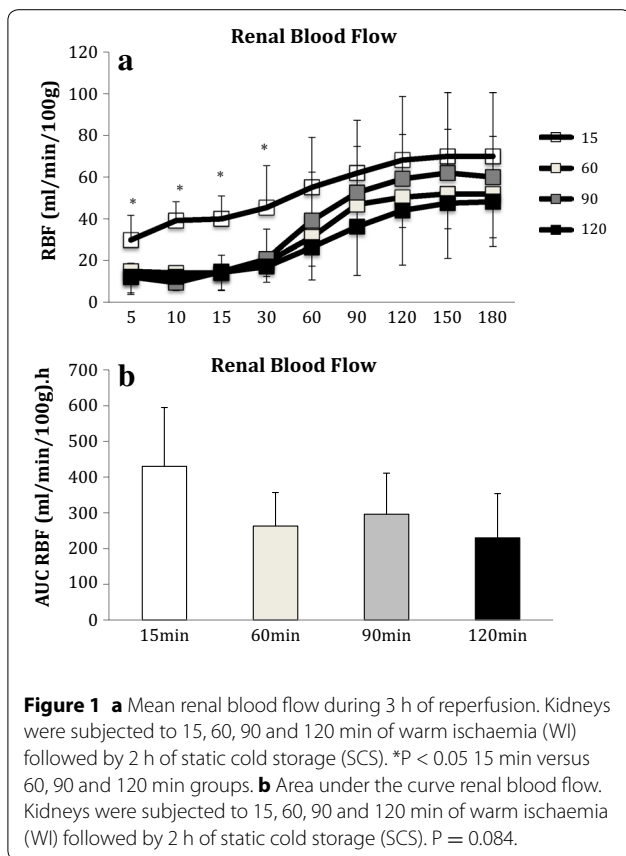 Renal Blood Flow
a
RBF (ml/min/100g)
120
100
80
60
40
20
0
* * * *
5 10 15 30 60 90 120 150 180
15
60
90
120
Renal Blood Flow
b
AUC RBF (ml/min/100g).h
700
600
500
400
300
200
100
0
15min 60min 90min 120min
Figure 1 a Mean renal blood flow during 3 h of reperfusion. Kidneys
were subjected to 15, 60, 90 and 120 min of warm ischaemia (WI)
followed by 2 h of static cold storage (SCS). *P < 0.05 15 min versus
60, 90 and 120 min groups. b Area under the curve renal blood flow.
Kidneys were subjected to 15, 60, 90 and 120 min of warm ischaemia
(WI) followed by 2 h of static cold storage (SCS). P = 0.084.